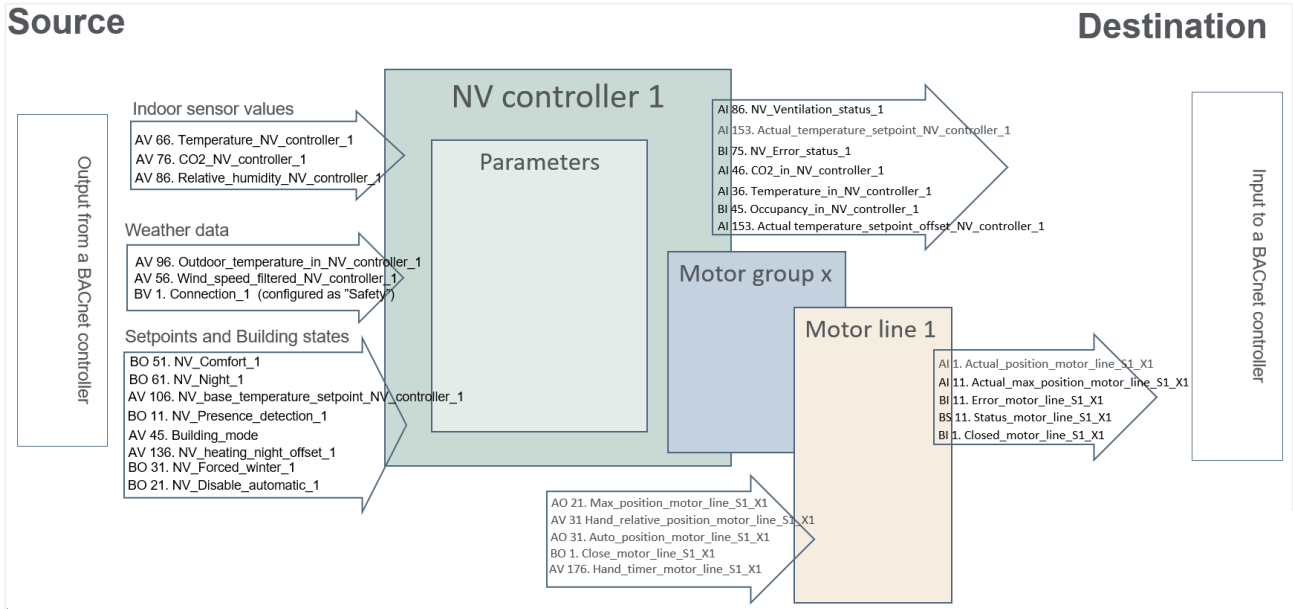 Source
Destination
Output from a BACnet controller
Indoor sensor values
AV 66. Temperature_NV_controller_1
AV 76. CO2_NV_controller_1
AV 86. Relative_humidity_NV_controller_1
Weather data
AV 96. Outdoor_temperature_in_NV_controller_1
AV 56. Wind_speed_filtered_NV_controller_1
BV 1. Connection_1 (configured as "Safety")
Setpoints and Building states
BO 51. NV_Comfort_1
BO 61. NV_Night_1
AV 106. NV_base_temperature_setpoint_NV_controller_1
BO 11. NV_Presence_detection_1
AV 45. Building_mode
AV 136. NV_heating_night_offset_1
BO 31. NV_Forced_winter_1
BO 21. NV_Disable_automatic_1
NV controller 1
Parameters
AI 86. NV_Ventilation_status_1
AI 153. Actual_temperature_setpoint_NV_controller_1
BI 75. NV_Error_status_1
AI 46. CO2_in_NV_controller_1
AI 36. Temperature_in_NV_controller_1
BI 45. Occupancy_in_NV_controller_1
AI 153. Actual temperature_setpoint_offset_NV_controller_1
Motor group x
Motor line 1
AI 1. Actual_position_motor_line_S1_X1
AI 11. Actual_max_position_motor_line_S1_X1
BI 11. Error_motor_line_S1_X1
BS 11. Status_motor_line_S1_X1
BI 1. Closed_motor_line_S1_X1
AO 21. Max_position_motor_line_S1_X1
AV 31 Hand_relative_position_motor_line_S1_X1
AO 31. Auto_position_motor_line_S1_X1
BO 1. Close_motor_line_S1_X1
AV 176. Hand_timer_motor_line_S1_X1
Input to a BACnet controller